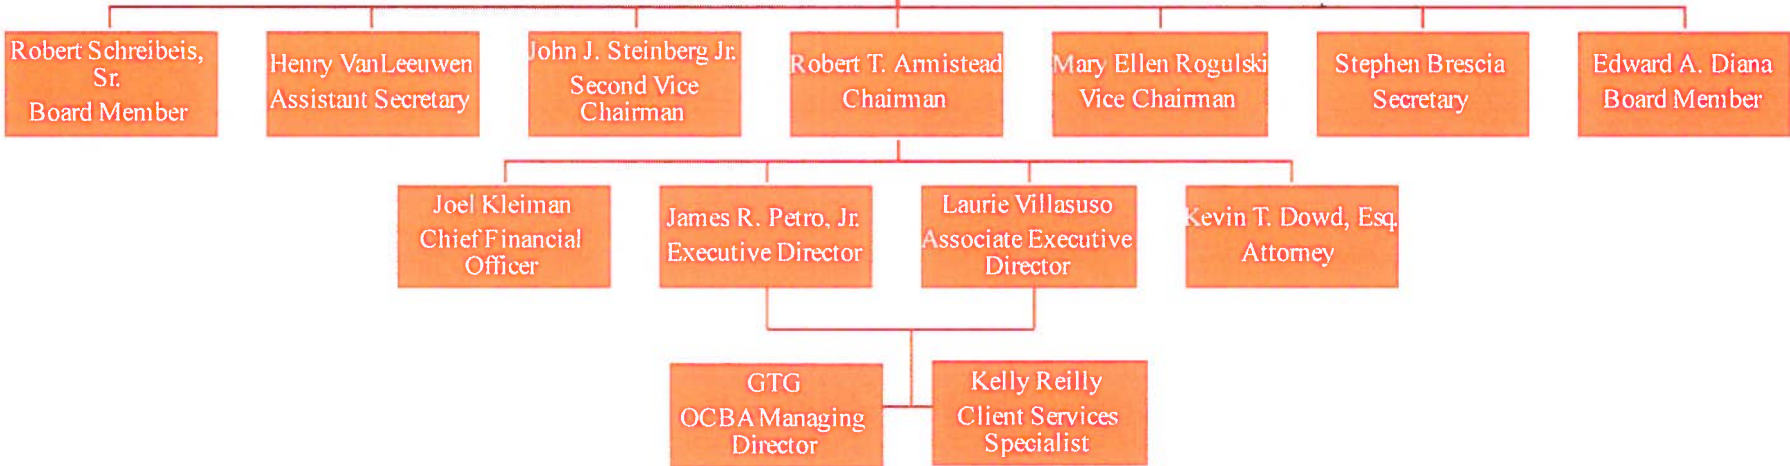 Robert Schreibeis,
Sr.
Board Member
Henry VanLeeuwen
Assistant Secretary
John J. Steinberg Jr.
Second Vice
Chairman
Robert T. Armistead
Chairman
Mary Ellen Rogulski
Vice Chairman
Stephen Brescia
Secretary
Edward A. Diana
Board Member
Joel Kleiman
Chief Financial
Officer
James R. Petro, Jr.
Executive Director
Laurie Villasuso
Associate Executive
Director
Kevin T. Dowd, Esq.
Attorney
GTG
OCBA Managing
Director
Kelly Reilly
Client Services
Specialist